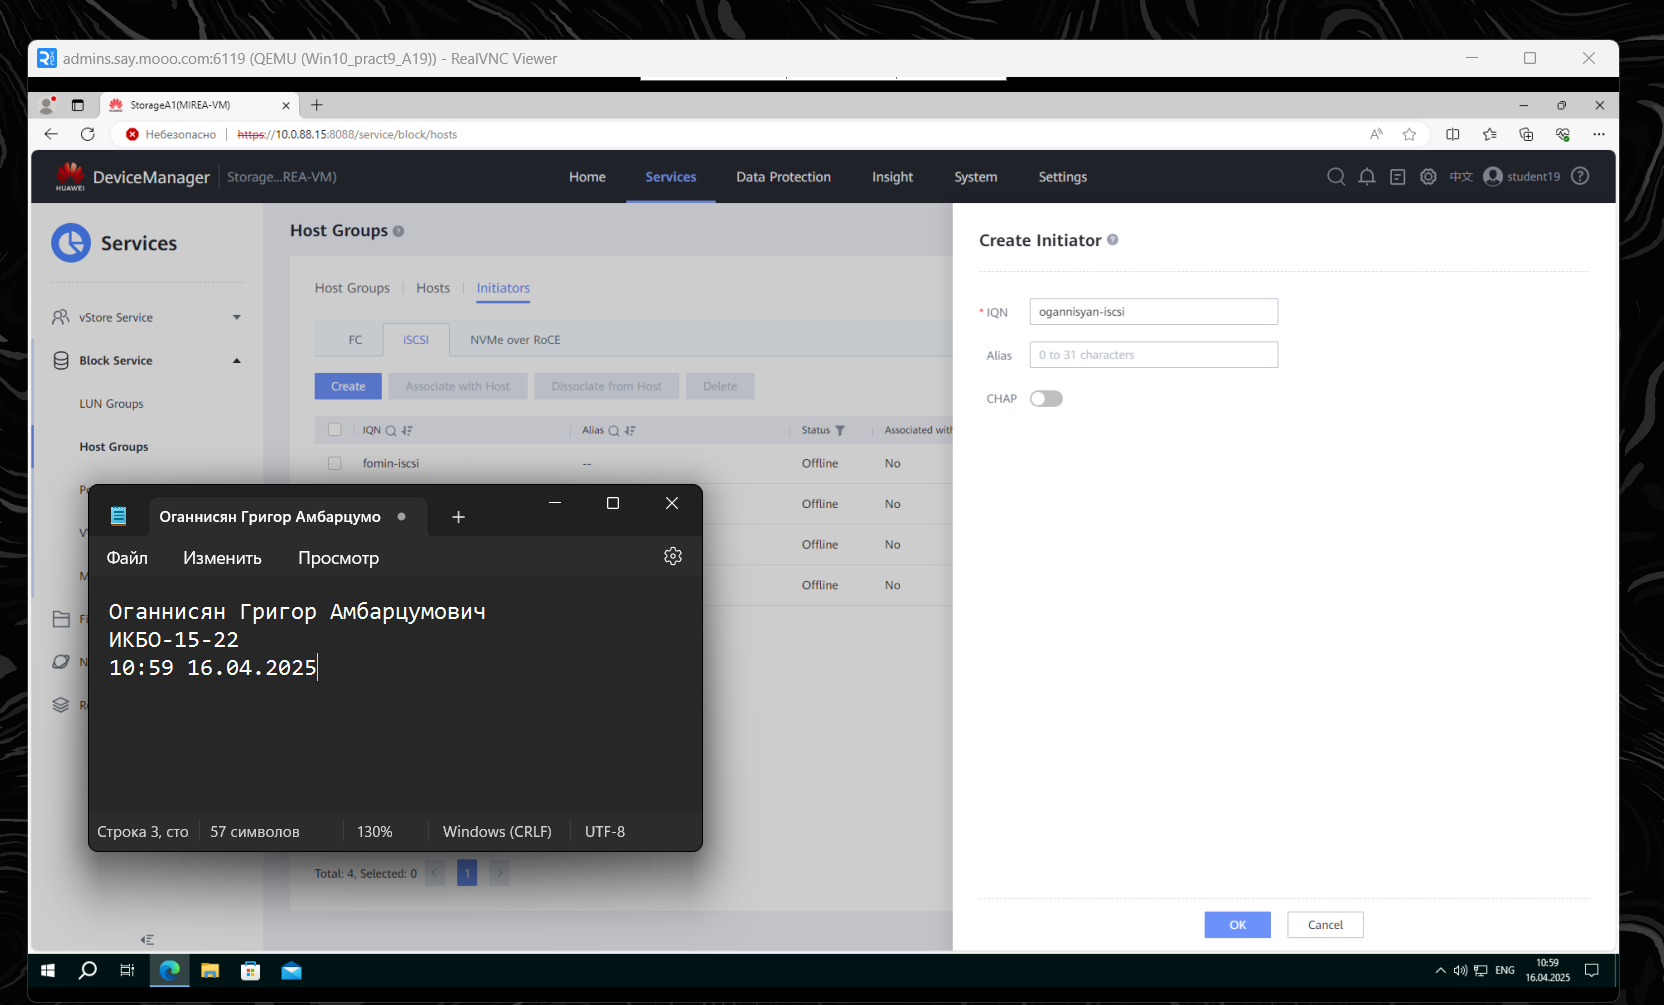 admins.say.mooo.com:6119 (QEMU (Win10_pract9_A19)) - RealVNC Viewer
StorageA1(MIREA-VM)
Небезопасно
https://10.0.88.15:8088/service/block/hosts
HUAWEI
DeviceManager
Storage...REA-VM)
Home
Services
Data Protection
Insight
System
Settings
中文
student19
Services
vStore Service
Block Service
LUN Groups
Host Groups
Host Groups
Host Groups
Hosts
Initiators
FC
iSCSI
NVMe over RoCE
Create
Associate with Host
Dissociate from Host
Delete
IQN
Alias
Status
Associated with
fomin-iscsi
--
Offline
No
Offline
No
Offline
No
Offline
No
Total: 4, Selected: 0
1
Create Initiator
* IQN
ogannisyan-iscsi
Alias
0 to 31 characters
CHAP
OK
Cancel
Оганнисян Григор Амбарцумо
Файл
Изменить
Просмотр
Оганнисян Григор Амбарцумович
ИКБО-15-22
10:59 16.04.2025
Строка 3, сто
57 символов
130%
Windows (CRLF)
UTF-8
ENG
10:59
16.04.2025